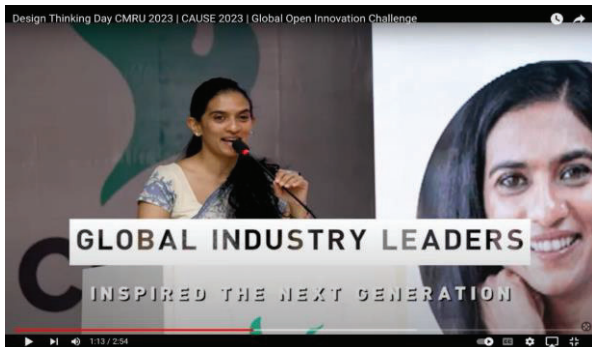 Design Thinking Day CMRU 2023 | CAUSE 2023 | Global Open Innovation Challenge
GLOBAL INDUSTRY LEADERS
INSPIRED THE NEXT GENERATION
1:13 / 2:54